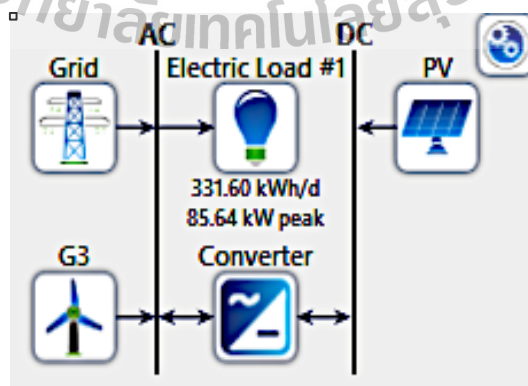 AC DC
Grid Electric Load #1 PV
331.60 kWh/d
85.64 kW peak
G3 Converter